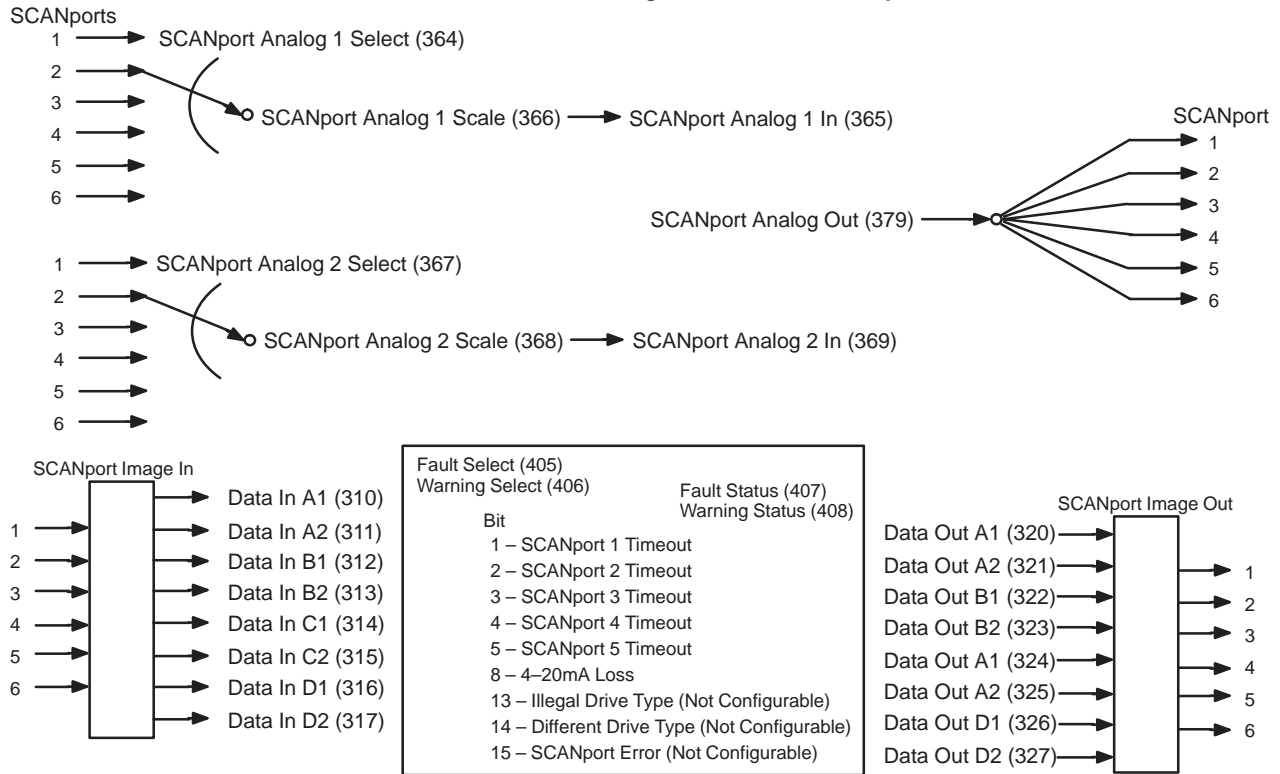 SCANports
1 SCANport Analog 1 Select (364)
2
3
SCANport Analog 1 Scale (366) SCANport Analog 1 In (365)
4
5
6
SCANport
1
2
3
SCANport Analog Out (379)
4
5
6
1 SCANport Analog 2 Select (367)
2
3
SCANport Analog 2 Scale (368) SCANport Analog 2 In (369)
4
5
6
SCANport Image In
1
2
3
4
5
6
Data In A1 (310)
Data In A2 (311)
Data In B1 (312)
Data In B2 (313)
Data In C1 (314)
Data In C2 (315)
Data In D1 (316)
Data In D2 (317)
Fault Select (405)
Warning Select (406)
Fault Status (407)
Warning Status (408)
Bit
1 – SCANport 1 Timeout
2 – SCANport 2 Timeout
3 – SCANport 3 Timeout
4 – SCANport 4 Timeout
5 – SCANport 5 Timeout
8 – 4–20mA Loss
13 – Illegal Drive Type (Not Configurable)
14 – Different Drive Type (Not Configurable)
15 – SCANport Error (Not Configurable)
SCANport Image Out
Data Out A1 (320)
Data Out A2 (321)
Data Out B1 (322)
Data Out B2 (323)
Data Out A1 (324)
Data Out A2 (325)
Data Out D1 (326)
Data Out D2 (327)
1
2
3
4
5
6